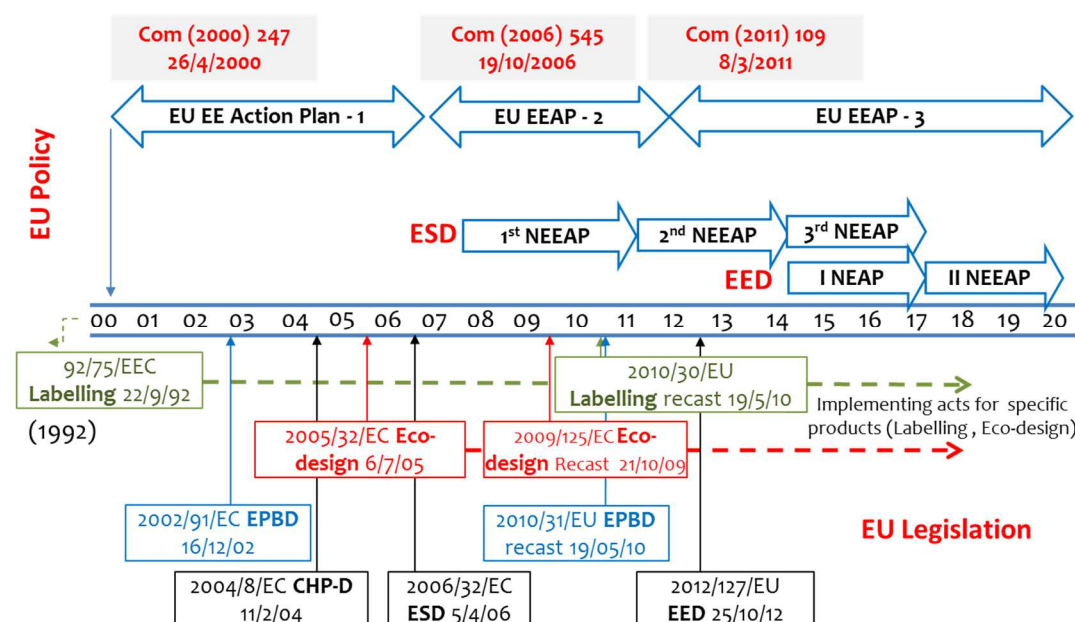 Com (2000) 247
26/4/2000
Com (2006) 545
19/10/2006
Com (2011) 109
8/3/2011
EU EE Action Plan - 1
EU EEAP - 2
EU EEAP - 3
EU Policy
ESD
1st NEEAP
2nd NEEAP
3rd NEEAP
EED
I NEAP
II NEEAP
00 01 02 03 04 05 06 07 08 09 10 11 12 13 14 15 16 17 18 19 20
92/75/EEC
Labelling 22/9/92
(1992)
2010/30/EU
Labelling recast 19/5/10
Implementing acts for specific
products (Labelling , Eco-design)
2005/32/EC Eco-
design 6/7/05
2009/125/EC Eco-
design Recast 21/10/09
2002/91/EC EPBD
16/12/02
2010/31/EU EPBD
recast 19/05/10
EU Legislation
2004/8/EC CHP-D
11/2/04
2006/32/EC
ESD 5/4/06
2012/127/EU
EED 25/10/12